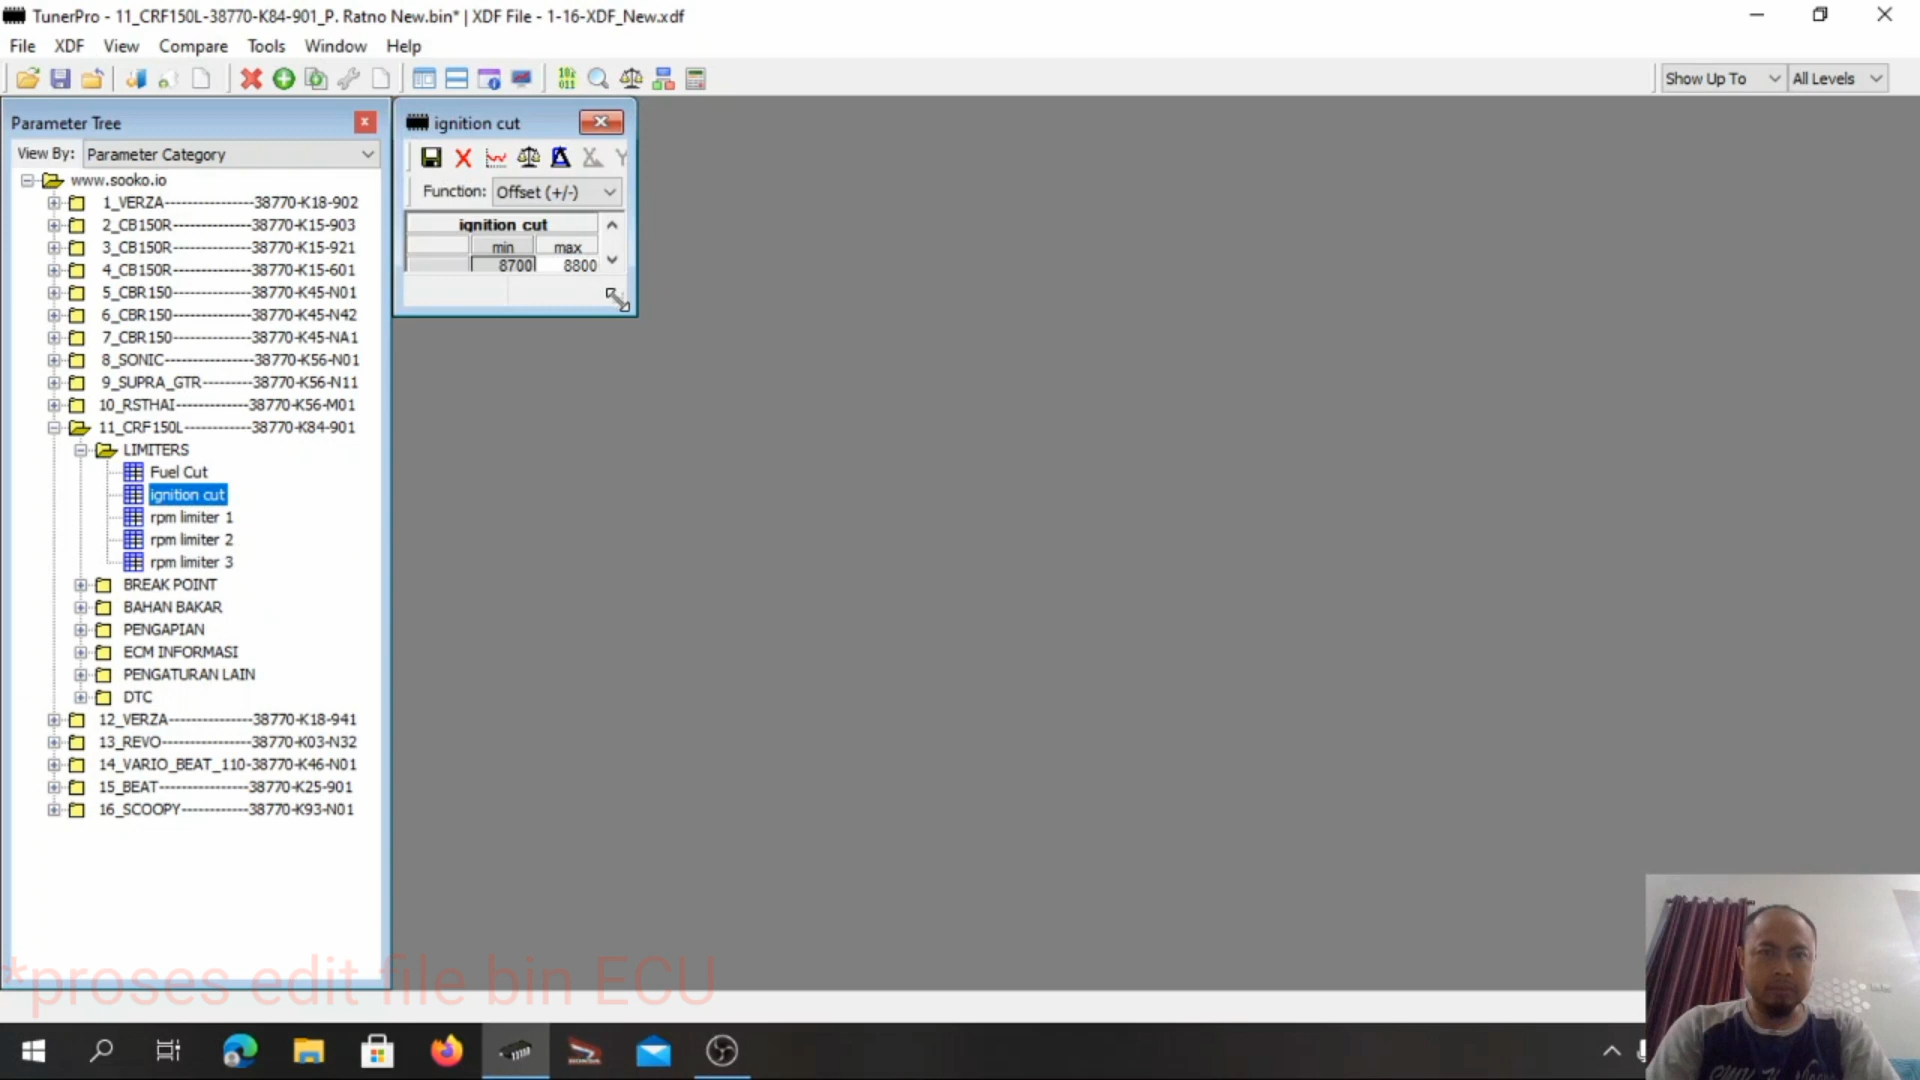 TunerPro - 11_CRF150L-38770-K84-901_P. Ratno New.bin* | XDF File - 1-16-XDF_New.xdf
File XDF View Compare Tools Window Help
Show Up To All Levels
Parameter Tree
View By: Parameter Category
www.sooko.io
1_VERZA----------------38770-K18-902
2_CB150R---------------38770-K15-903
3_CB150R---------------38770-K15-921
4_CB150R---------------38770-K15-601
5_CBR150---------------38770-K45-N01
6_CBR150---------------38770-K45-N42
7_CBR150---------------38770-K45-NA1
8_SONIC----------------38770-K56-N01
9_SUPRA_GTR---------38770-K56-N11
10_RSTHAI-------------38770-K56-M01
11_CRF150L------------38770-K84-901
LIMITERS
Fuel Cut
ignition cut
rpm limiter 1
rpm limiter 2
rpm limiter 3
BREAK POINT
BAHAN BAKAR
PENGAPIAN
ECM INFORMASI
PENGATURAN LAIN
DTC
12_VERZA---------------38770-K18-941
13_REVO----------------38770-K03-N32
14_VARIO_BEAT_110-38770-K46-N01
15_BEAT----------------38770-K25-901
16_SCOOPY------------38770-K93-N01
ignition cut
Function: Offset (+/-)
ignition cut
min max
8700 8800
*proses edit file bin ECU